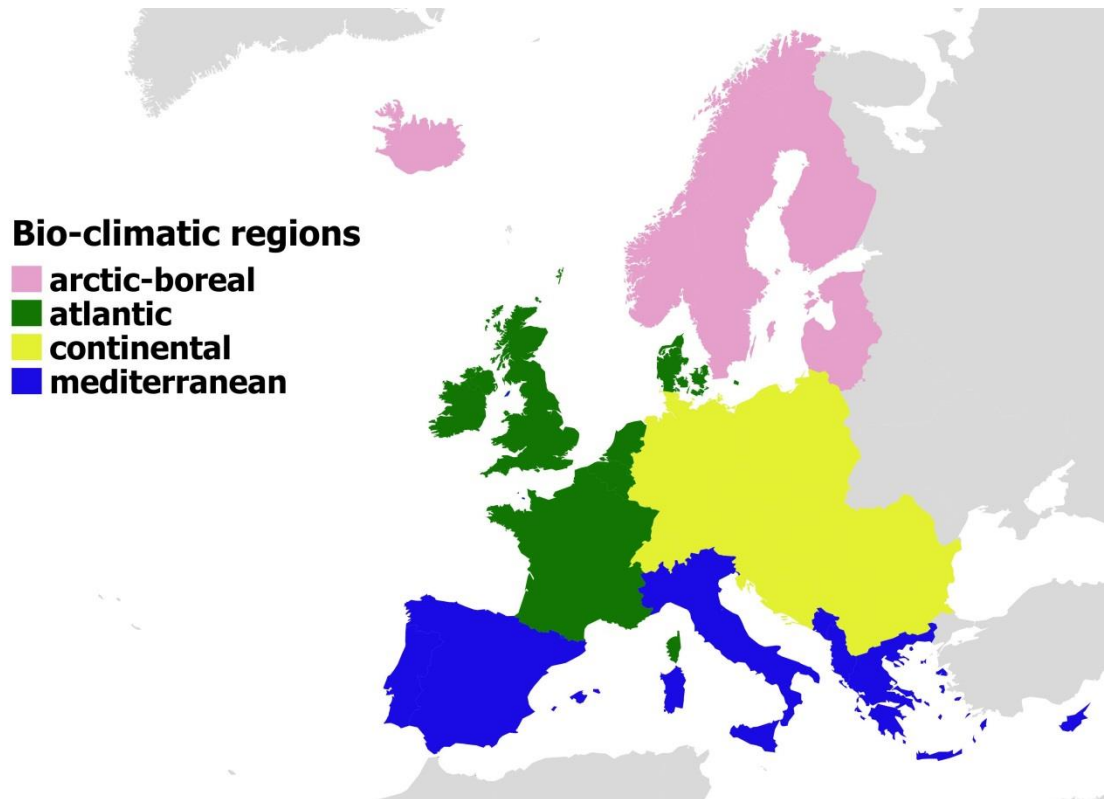 Bio-climatic regions
arctic-boreal
atlantic
continental
mediterranean